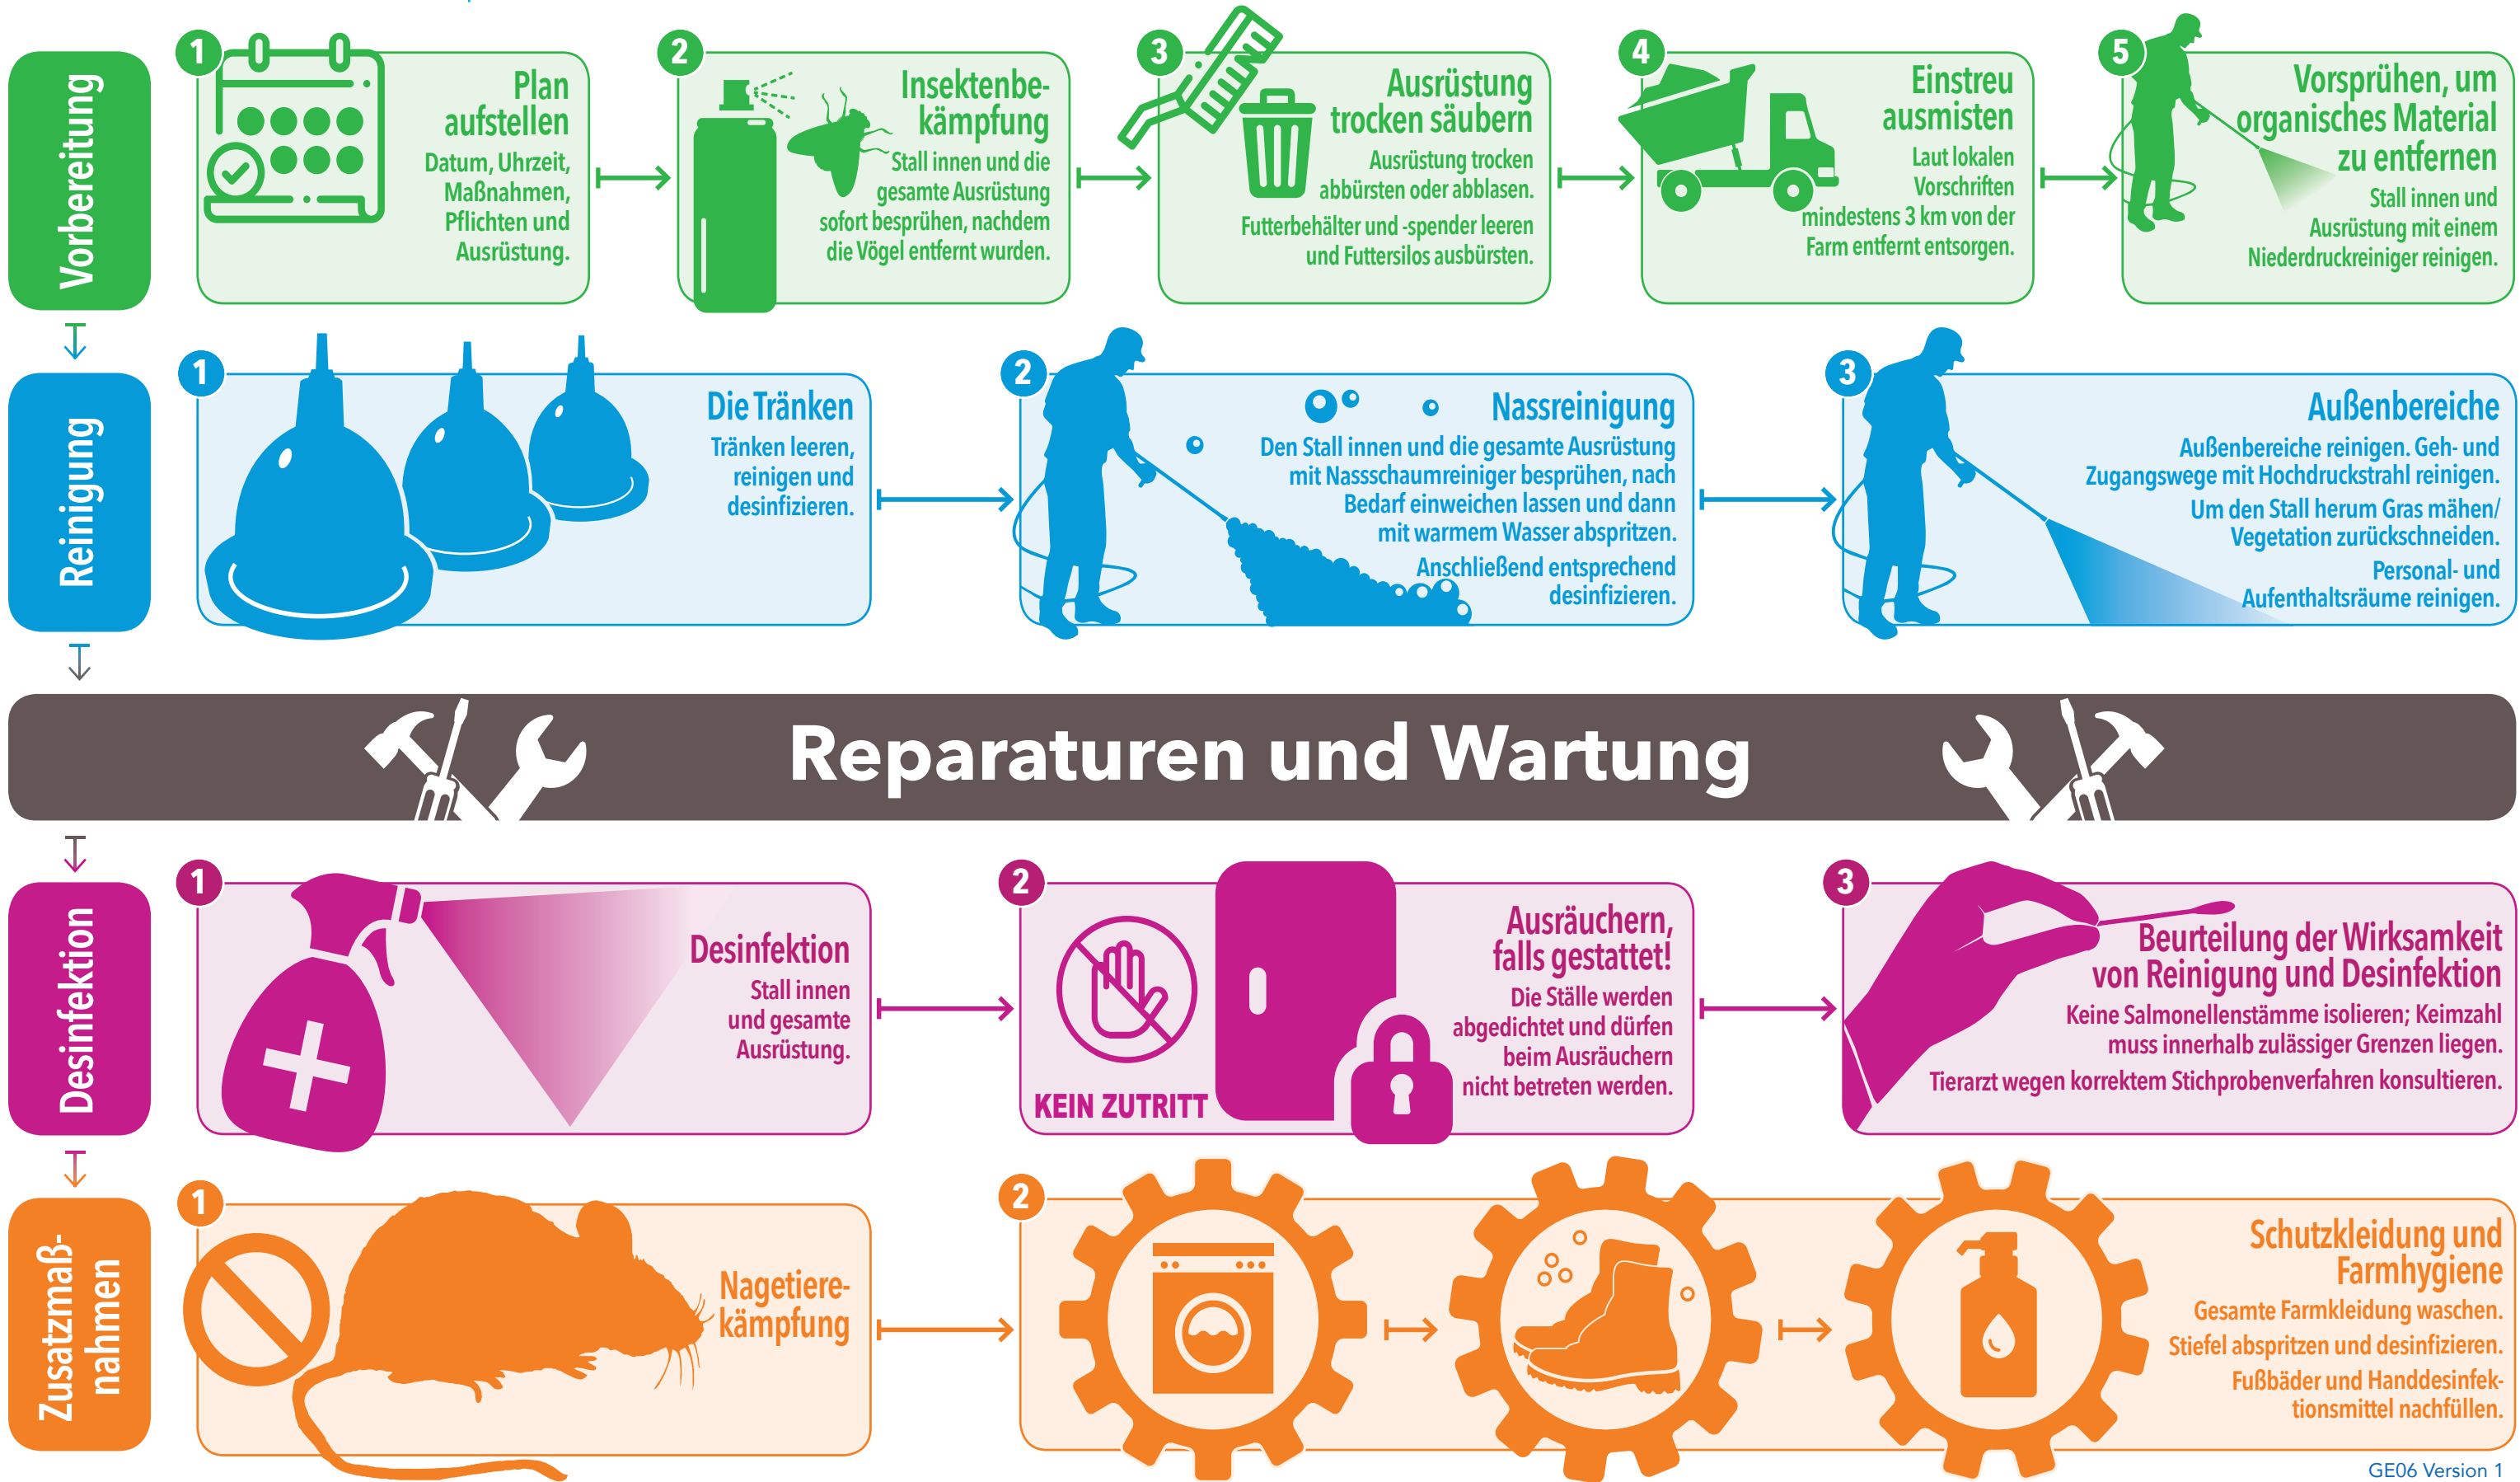 Vorbereitung
1
Plan
aufstellen
Datum, Uhrzeit,
Maßnahmen,
Pflichten und
Ausrüstung.
2
Insektenbe-
kämpfung
Stall innen und die
gesamte Ausrüstung
sofort besprühen, nachdem
die Vögel entfernt wurden.
3
Ausrüstung
trocken säubern
Ausrüstung trocken
abbürsten oder abblasen.
Futterbehälter und -spender leeren
und Futtersilos ausbürsten.
4
Einstreu
ausmisten
Laut lokalen
Vorschriften
mindestens 3 km von der
Farm entfernt entsorgen.
5
Vorsprühen, um
organisches Material
zu entfernen
Stall innen und
Ausrüstung mit einem
Niederdruckreiniger reinigen.
Reinigung
1
Die Tränken
Tränken leeren,
reinigen und
desinfizieren.
2
Nassreinigung
Den Stall innen und die gesamte Ausrüstung
mit Nassschaumreiniger besprühen, nach
Bedarf einweichen lassen und dann
mit warmem Wasser abspritzen.
Anschließend entsprechend
desinfizieren.
3
Außenbereiche
Außenbereiche reinigen. Geh- und
Zugangswege mit Hochdruckstrahl reinigen.
Um den Stall herum Gras mähen/
Vegetation zurückschneiden.
Personal- und
Aufenthaltsräume reinigen.
Reparaturen und Wartung
Desinfektion
1
Desinfektion
Stall innen
und gesamte
Ausrüstung.
2
KEIN ZUTRITT
Ausräuchern,
falls gestattet!
Die Ställe werden
abgedichtet und dürfen
beim Ausräuchern
nicht betreten werden.
3
Beurteilung der Wirksamkeit
von Reinigung und Desinfektion
Keine Salmonellenstämme isolieren; Keimzahl
muss innerhalb zulässiger Grenzen liegen.
Tierarzt wegen korrektem Stichprobenverfahren konsultieren.
Zusatzmaß-
nahmen
1
Nagetiere-
kämpfung
2
Schutzkleidung und
Farmhygiene
Gesamte Farmkleidung waschen.
Stiefel abspritzen und desinfizieren.
Fußbäder und Handdesinfek-
tionsmittel nachfüllen.
GE06 Version 1